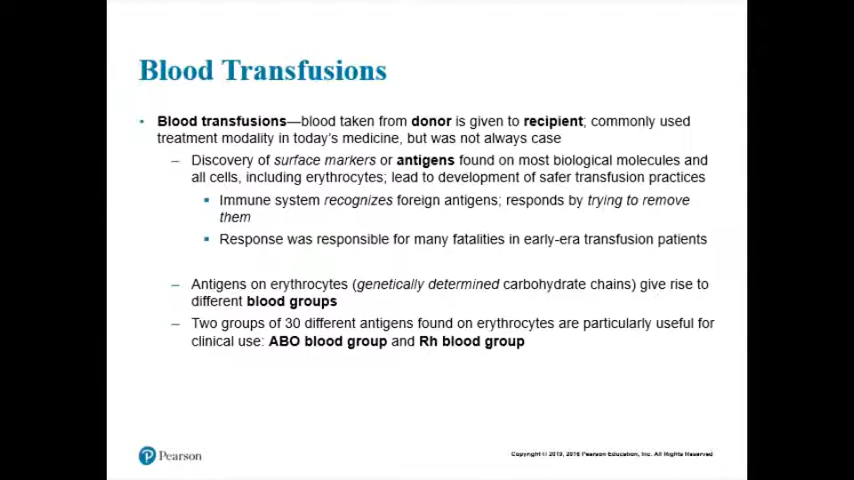 Blood Transfusions
• Blood transfusions—blood taken from donor is given to recipient; commonly used
treatment modality in today's medicine, but was not always case
– Discovery of surface markers or antigens found on most biological molecules and
all cells, including erythrocytes; lead to development of safer transfusion practices
▪ Immune system recognizes foreign antigens; responds by trying to remove
them
▪ Response was responsible for many fatalities in early-era transfusion patients
– Antigens on erythrocytes (genetically determined carbohydrate chains) give rise to
different blood groups
– Two groups of 30 different antigens found on erythrocytes are particularly useful for
clinical use: ABO blood group and Rh blood group
Pearson
Copyright © 2019, 2016 Pearson Education, Inc. All Rights Reserved